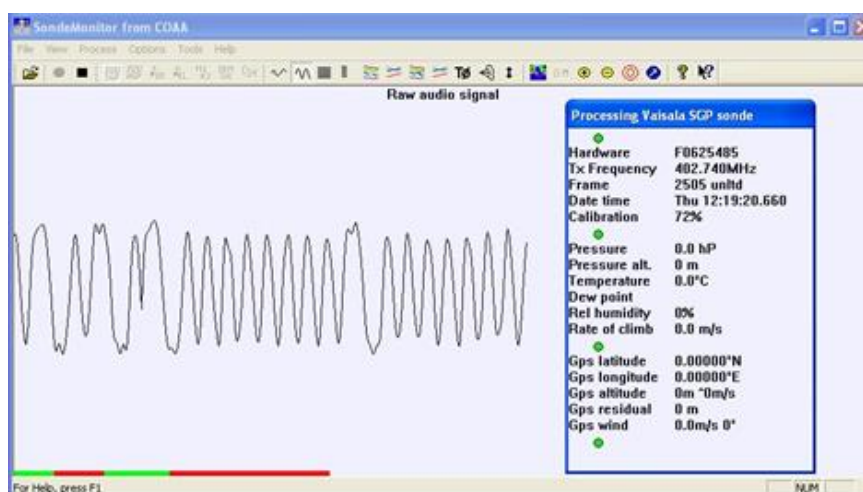 SondeMonitor from COAA
File View Process Options Tools Help
Raw audio signal
Processing Vaisala SGP sonde
Hardware F0625485
Tx Frequency 402.740MHz
Frame 2505 unltd
Date time Thu 12:19:20.660
Calibration 72%
Pressure 0.0 hP
Pressure alt. 0 m
Temperature 0.0°C
Dew point
Rel humidity 0%
Rate of climb 0.0 m/s
Gps latitude 0.00000°N
Gps longitude 0.00000°E
Gps altitude 0m ^0m/s
Gps residual 0 m
Gps wind 0.0m/s 0°
For Help, press F1
NUM